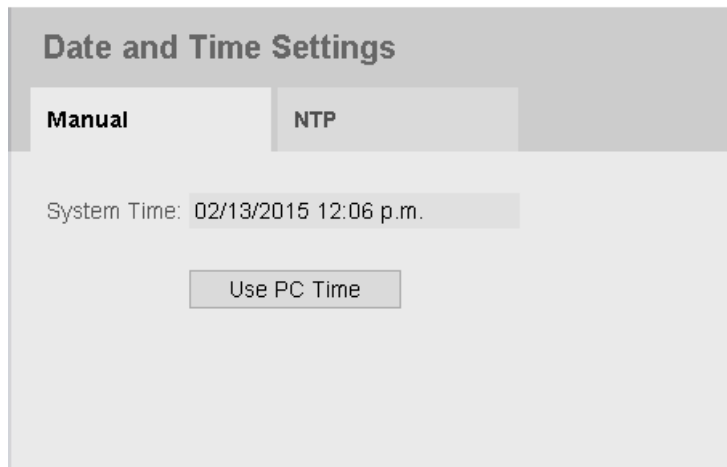 Date and Time Settings
Manual NTP
System Time: 02/13/2015 12:06 p.m.
Use PC Time